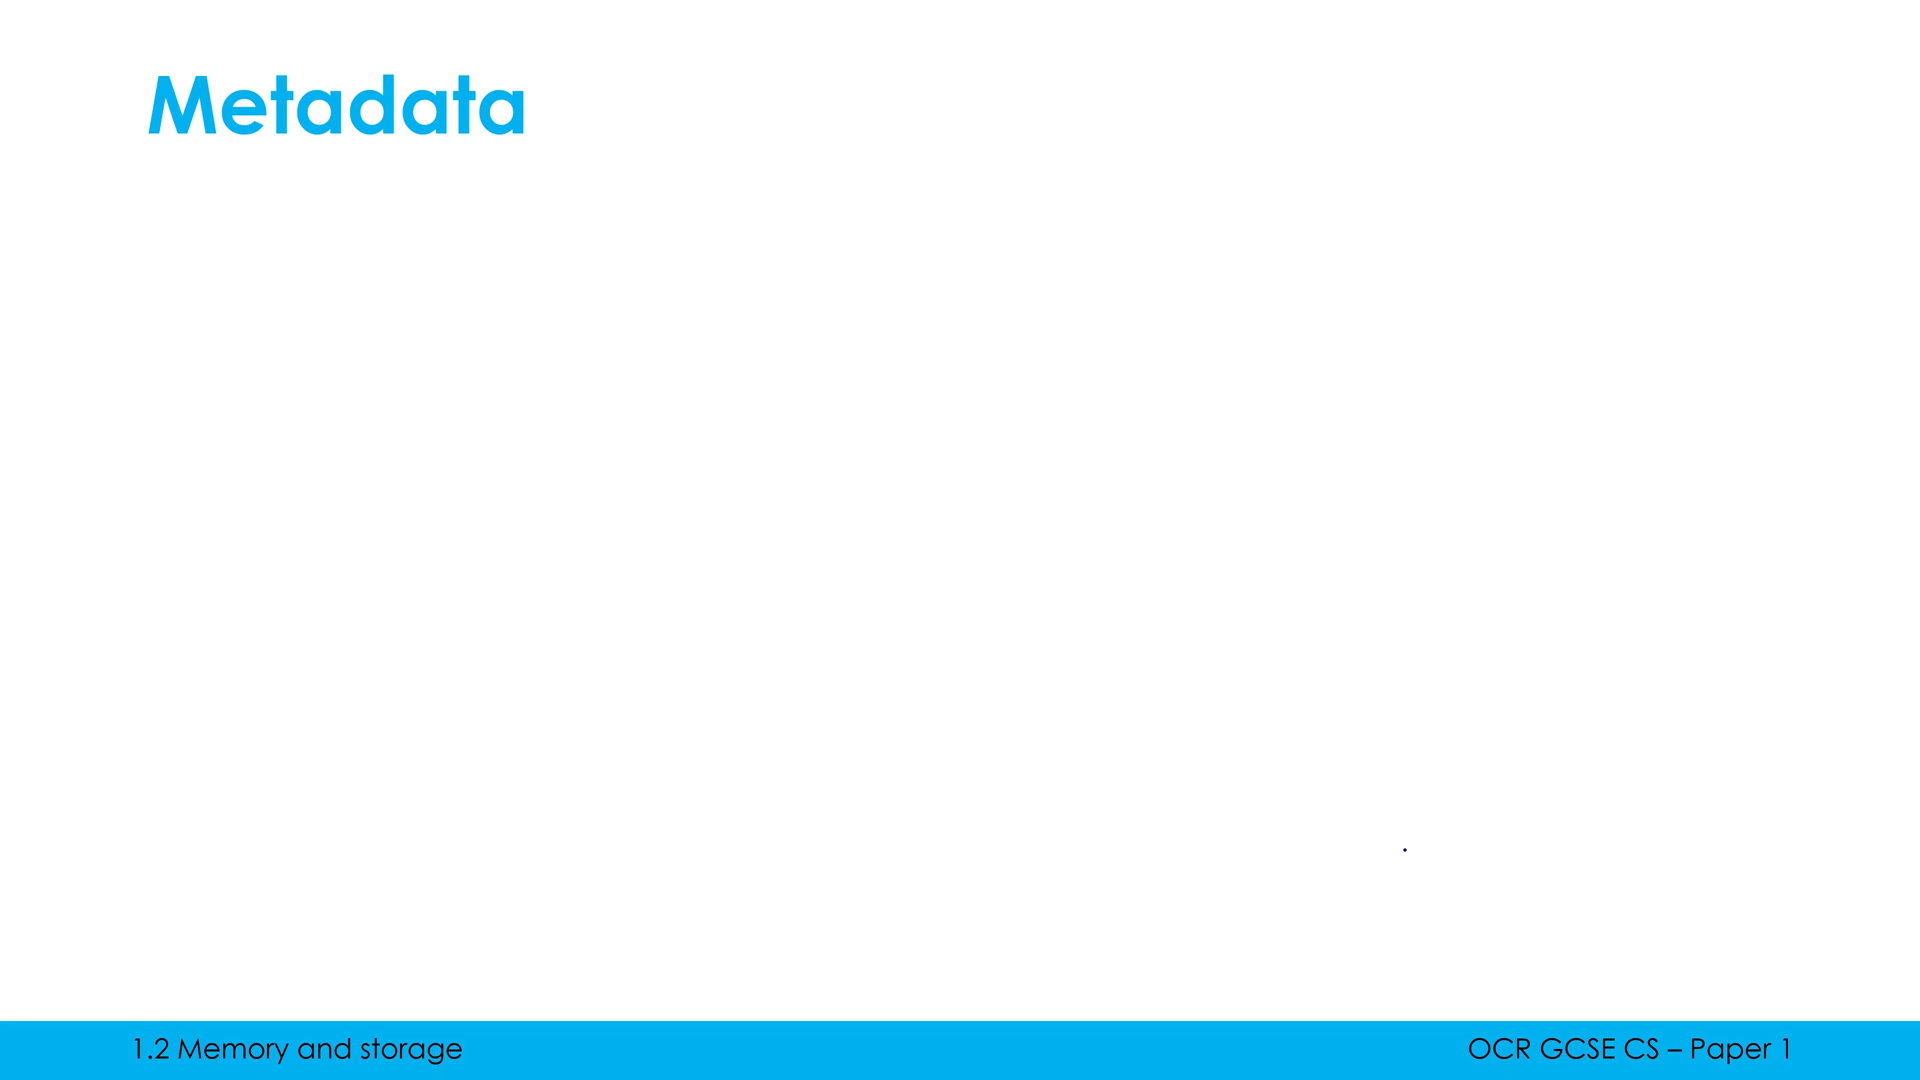 Metadata
.
1.2 Memory and storage
OCR GCSE CS – Paper 1